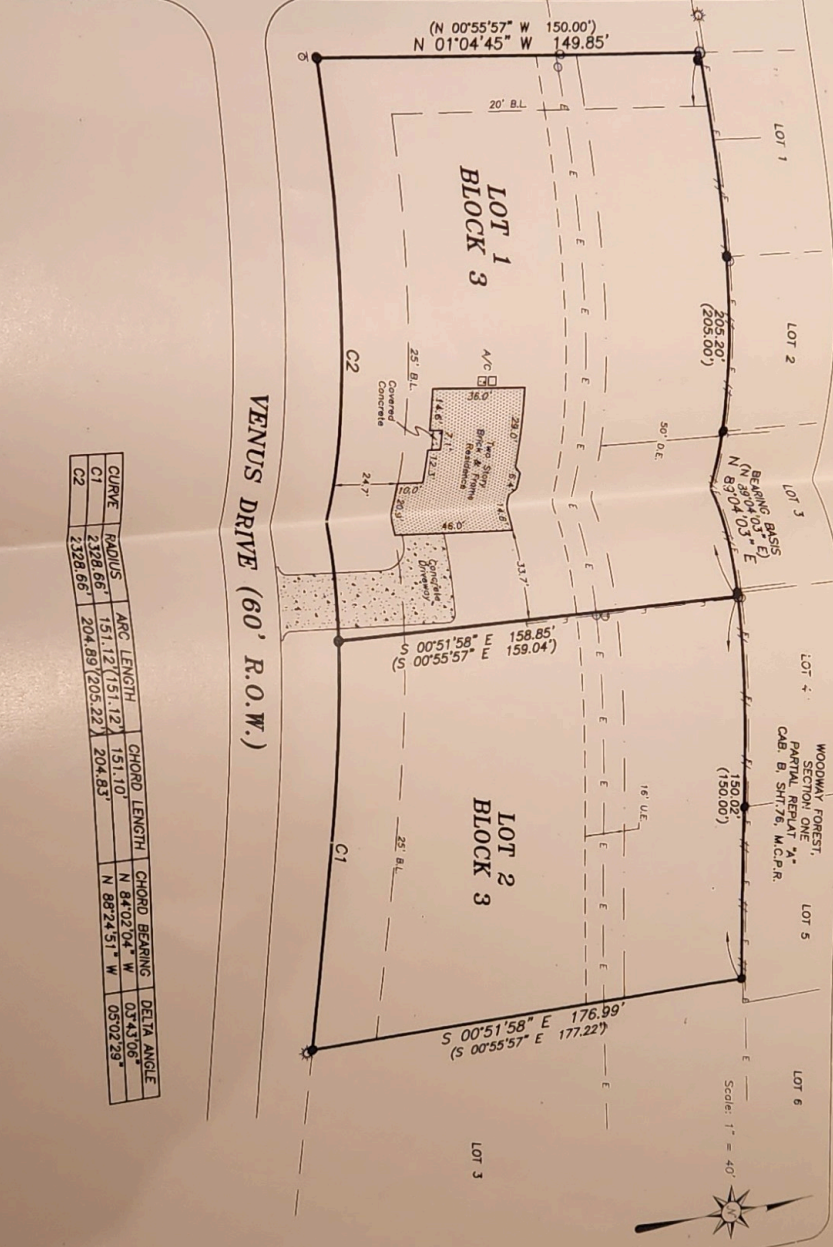 (N 00°55'57" W 150.00')
N 01°04'45" W 149.85'
LOT 1
20' B.L.
LOT 1
BLOCK 3
LOT 2
205.20'
(205.00')
C2
25' B.L.
A/C
36.0'
29.0'
6.4'
14.8'
14.6'
7.1'
12.3'
10.0'
20.9'
46.0'
Two Story
Brick & Frame
Residence
Covered
Concrete
24.7'
33.7'
Concrete
Driveway
50' D.E.
LOT 3
BEARING BASIS
(N 89°04'03" E)
N 89°04'03" E
VENUS DRIVE (60' R.O.W.)
S 00°51'58" E 158.85'
(S 00°55'57" E 159.04')
LOT 4
WOODWAY FOREST,
SECTION ONE
PARTIAL REPLAT "A"
CAB. B, SHT.76, M.C.P.R.
150.02'
(150.00')
16' U.E.
LOT 2
BLOCK 3
25' B.L.
C1
LOT 5
S 00°51'58" E 176.99'
(S 00°55'57" E 177.22')
LOT 6
LOT 3
Scale: 1" = 40'
N
CURVE RADIUS ARC LENGTH CHORD LENGTH CHORD BEARING DELTA ANGLE
C1 2328.66' 151.12'(151.12') 151.10' N 84°02'04" W 03°43'06"
C2 2328.66' 204.89'(205.22') 204.83' N 88°24'51" W 05°02'29"
E
E
E
E
E
E
E
E
E
E
E
E
E
E